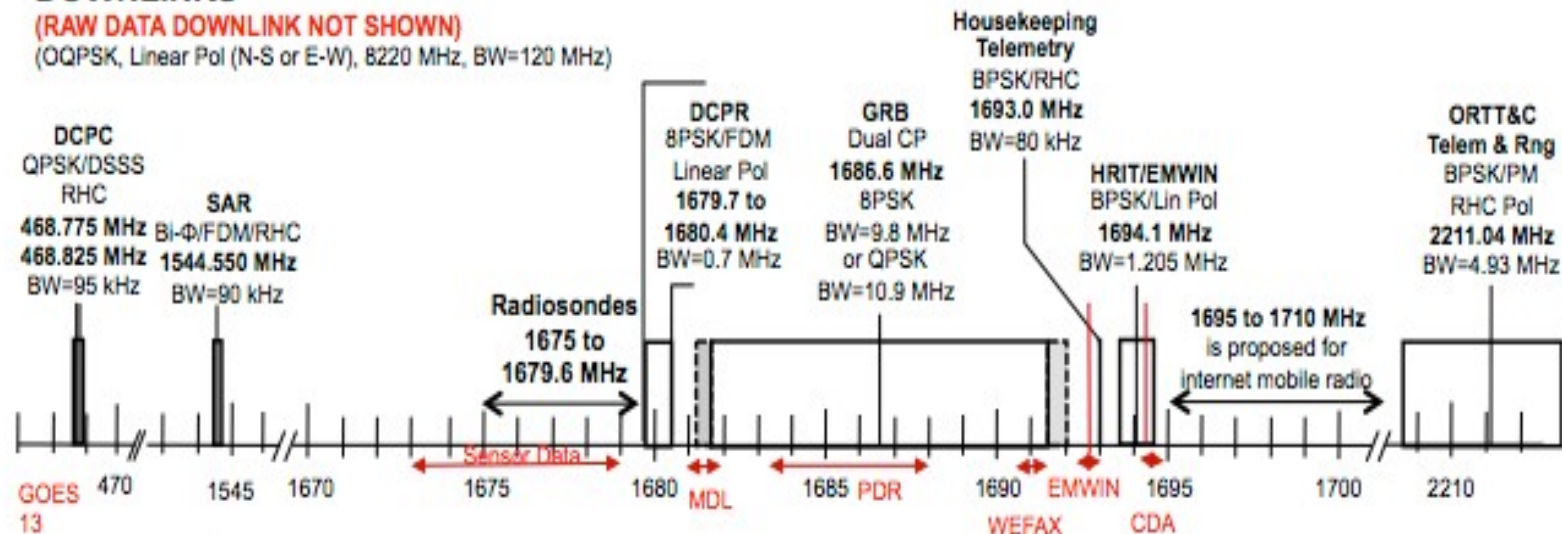 (RAW DATA DOWNLINK NOT SHOWN)
(OQPSK, Linear Pol (N-S or E-W), 8220 MHz, BW=120 MHz)
DCPC
QPSK/DSSS
RHC
468.775 MHz
468.825 MHz
BW=95 kHz
SAR
Bi-Φ/FDM/RHC
1544.550 MHz
BW=90 kHz
Radiosondes
1675 to
1679.6 MHz
DCPR
8PSK/FDM
Linear Pol
1679.7 to
1680.4 MHz
BW=0.7 MHz
GRB
Dual CP
1686.6 MHz
8PSK
BW=9.8 MHz
or QPSK
BW=10.9 MHz
Housekeeping
Telemetry
BPSK/RHC
1693.0 MHz
BW=80 kHz
HRIT/EMWIN
BPSK/Lin Pol
1694.1 MHz
BW=1.205 MHz
1695 to 1710 MHz
is proposed for
internet mobile radio
ORTT&C
Telem & Rng
BPSK/PM
RHC Pol
2211.04 MHz
BW=4.93 MHz
Sensor Data
GOES
13
470
1545
1670
1675
1680
MDL
1685
PDR
1690
WEFAX
EMWIN
CDA
1695
1700
2210